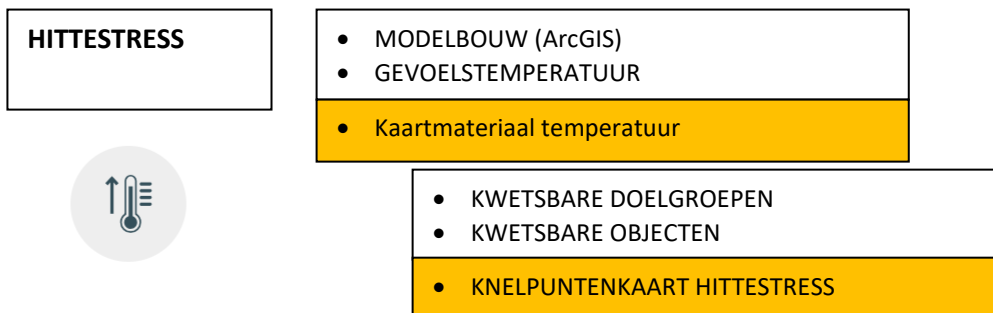 HITTESTRESS
• MODELBOUW (ArcGIS)
• GEVOELSTEMPERATUUR
• Kaartmateriaal temperatuur
• KWETSBARE DOELGROEPEN
• KWETSBARE OBJECTEN
• KNELPUNTENKAART HITTESTRESS